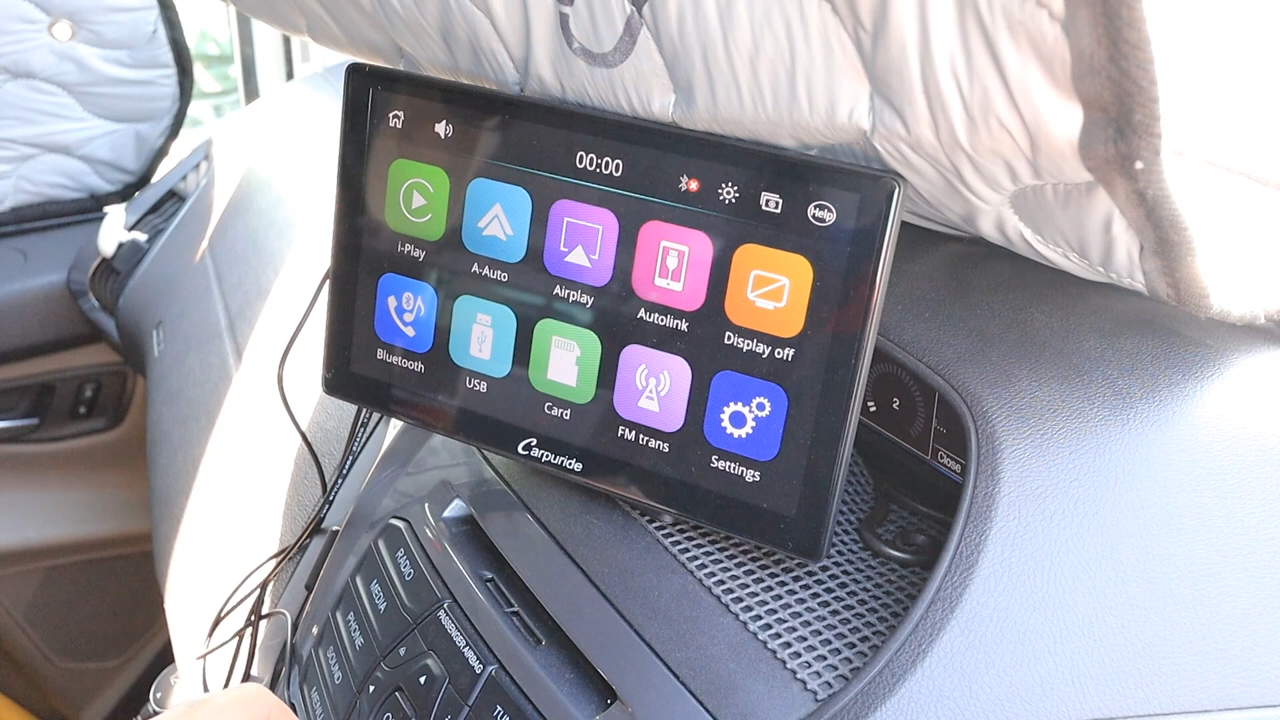 00:00
Help
i-Play
A-Auto
Airplay
Autolink
Display off
Bluetooth
USB
Card
FM trans
Settings
Carpuride
2
Close
RADIO
MEDIA
PHONE
SOUND
MENU
PASSENGER AIRBAG